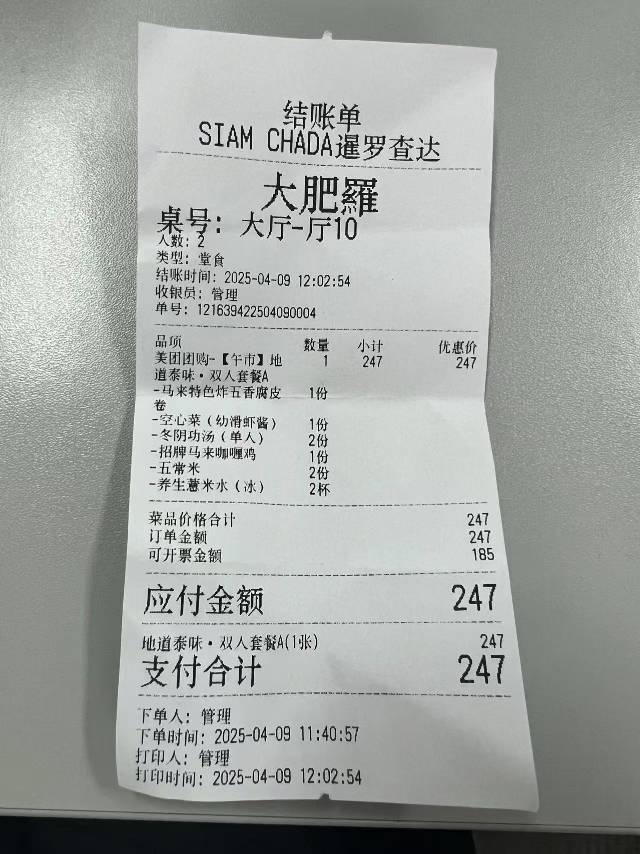 结账单
SIAM CHADA暹罗查达
大肥羅
桌号: 大厅-厅10
人数: 2
类型: 堂食
结账时间: 2025-04-09 12:02:54
收银员: 管理
单号: 121639422504090004
品项 数量 小计 优惠价
美团团购-【午市】地 1 247 247
道泰味·双人套餐A
-马来特色炸五香腐皮 1份
卷
-空心菜（幼滑虾酱） 1份
-冬阴功汤（单人） 2份
-招牌马来咖喱鸡 1份
-五常米 2份
-养生薏米水（冰） 2杯
菜品价格合计 247
订单金额 247
可开票金额 185
应付金额 247
地道泰味·双人套餐A(1张) 247
支付合计 247
下单人: 管理
下单时间: 2025-04-09 11:40:57
打印人: 管理
打印时间: 2025-04-09 12:02:54